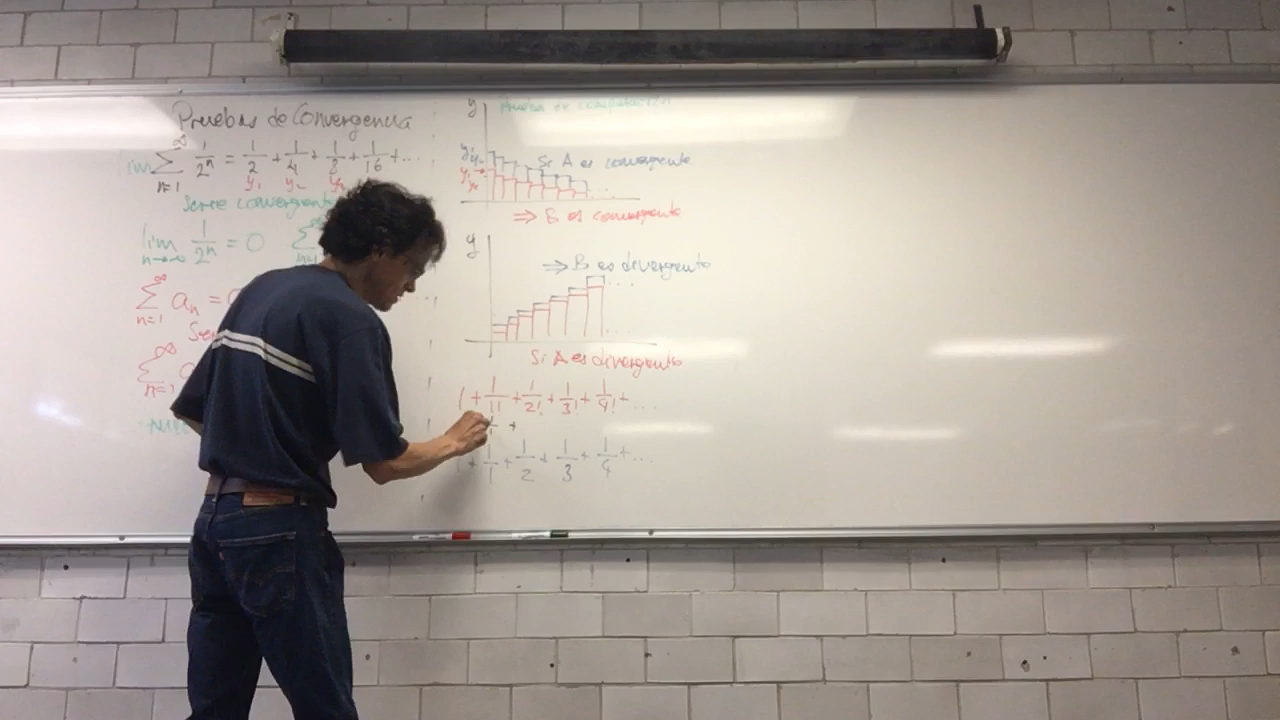 Pruebas de Convergencia
lim ∑_{n=1}^{∞} 1/2ⁿ = 1/2 + 1/4 + 1/8 + 1/16 + ...
y₁ y₂ y₃
Serie convergente
lim_{n→∞} 1/2ⁿ = 0 ∑
∑_{n=1}^{∞} aₙ =
∑_{n=1}^{∞}
y Prueba de comparación
Si A es convergente
⇒ B es convergente
y
⇒ B es divergente
Si A es divergente
1 + 1/1! + 1/2! + 1/3! + 1/4! + ...
+
1 + 1/1 + 1/2 + 1/3 + 1/4 + ...